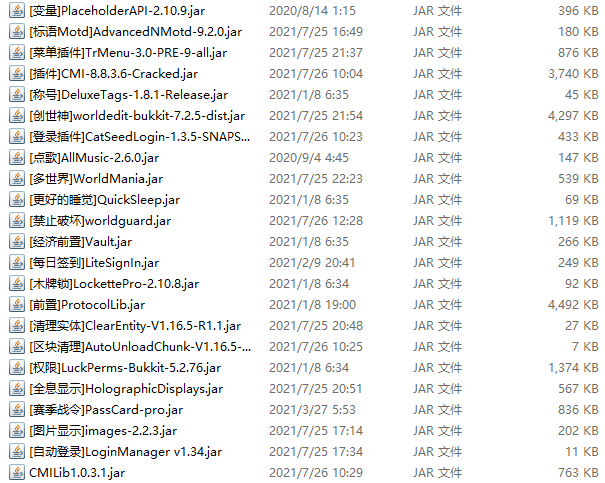 [变量]PlaceholderAPI-2.10.9.jar 2020/8/14 1:15 JAR 文件 396 KB
[标语Motd]AdvancedNMotd-9.2.0.jar 2021/7/25 16:49 JAR 文件 180 KB
[菜单插件]TrMenu-3.0-PRE-9-all.jar 2021/7/25 21:37 JAR 文件 876 KB
[插件]CMI-8.8.3.6-Cracked.jar 2021/7/26 10:04 JAR 文件 3,740 KB
[称号]DeluxeTags-1.8.1-Release.jar 2021/1/8 6:35 JAR 文件 45 KB
[创世神]worldedit-bukkit-7.2.5-dist.jar 2021/7/25 21:54 JAR 文件 4,297 KB
[登录插件]CatSeedLogin-1.3.5-SNAPS... 2021/7/26 10:23 JAR 文件 433 KB
[点歌]AllMusic-2.6.0.jar 2020/9/4 4:45 JAR 文件 147 KB
[多世界]WorldMania.jar 2021/7/25 22:23 JAR 文件 539 KB
[更好的睡觉]QuickSleep.jar 2021/1/8 6:35 JAR 文件 69 KB
[禁止破坏]worldguard.jar 2021/7/26 12:28 JAR 文件 1,119 KB
[经济前置]Vault.jar 2021/1/8 6:35 JAR 文件 266 KB
[每日签到]LiteSignIn.jar 2021/2/9 20:41 JAR 文件 249 KB
[木牌锁]LockettePro-2.10.8.jar 2021/1/8 6:34 JAR 文件 92 KB
[前置]ProtocolLib.jar 2021/1/8 19:00 JAR 文件 4,492 KB
[清理实体]ClearEntity-V1.16.5-R1.1.jar 2021/7/25 20:48 JAR 文件 27 KB
[区块清理]AutoUnloadChunk-V1.16.5-... 2021/7/26 10:25 JAR 文件 7 KB
[权限]LuckPerms-Bukkit-5.2.76.jar 2021/1/8 6:34 JAR 文件 1,374 KB
[全息显示]HolographicDisplays.jar 2021/7/25 20:51 JAR 文件 567 KB
[赛季战令]PassCard-pro.jar 2021/3/27 5:53 JAR 文件 836 KB
[图片显示]images-2.2.3.jar 2021/7/25 17:14 JAR 文件 202 KB
[自动登录]LoginManager v1.34.jar 2021/7/25 17:34 JAR 文件 11 KB
CMILib1.0.3.1.jar 2021/7/26 10:29 JAR 文件 763 KB